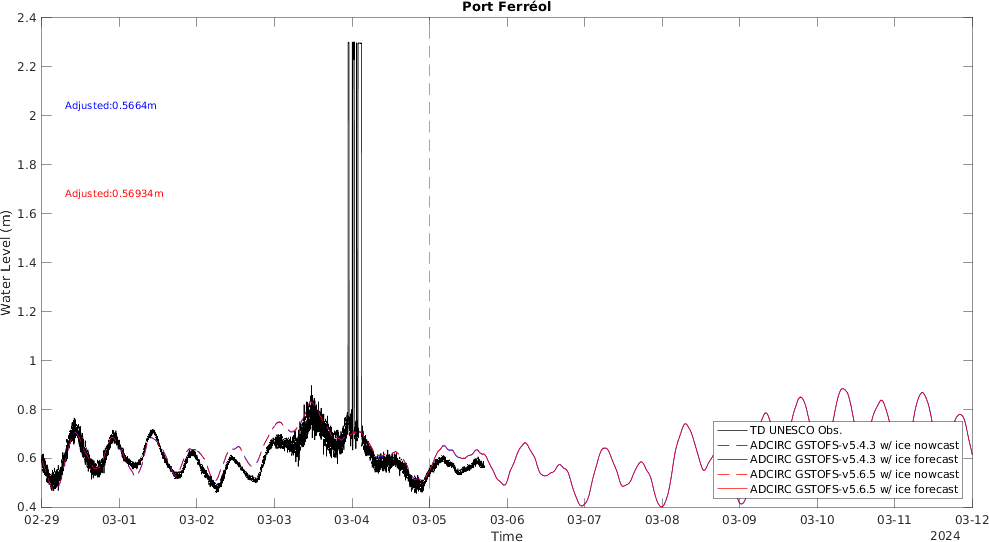 Port Ferréol
2.4
2.2
2
1.8
1.6
1.4
1.2
1
0.8
0.6
0.4
Water Level (m)
Adjusted:0.5664m
Adjusted:0.56934m
TD UNESCO Obs.
ADCIRC GSTOFS-v5.4.3 w/ ice nowcast
ADCIRC GSTOFS-v5.4.3 w/ ice forecast
ADCIRC GSTOFS-v5.6.5 w/ ice nowcast
ADCIRC GSTOFS-v5.6.5 w/ ice forecast
02-29 03-01 03-02 03-03 03-04 03-05 03-06 03-07 03-08 03-09 03-10 03-11 03-12
Time
2024